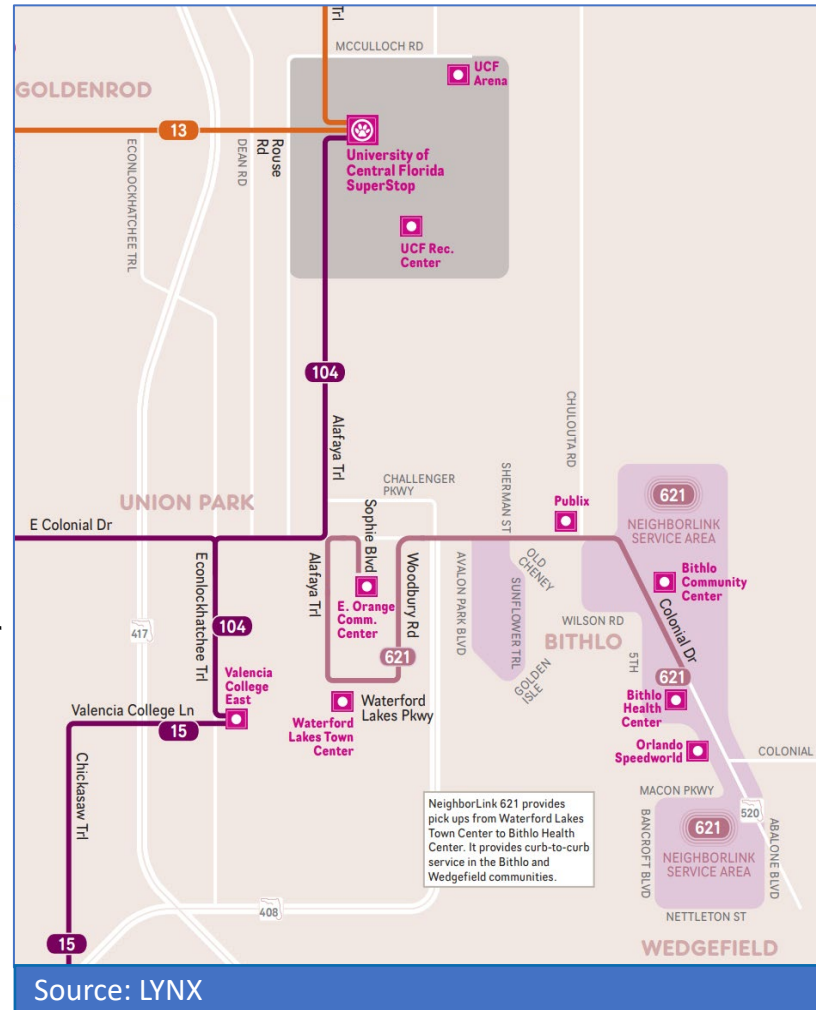 Trl
MCCULLOCH RD
UCF
Arena
GOLDENROD
13
ECONLOCKHATCHEE TRL
DEAN RD
Rouse
Rd
University of
Central Florida
SuperStop
UCF Rec.
Center
104
Alafaya Trl
CHULOUTA RD
CHALLENGER
PKWY
SHERMAN ST
Publix
621
NEIGHBORLINK
SERVICE AREA
UNION PARK
E Colonial Dr
Sophie Blvd
Alafaya Trl
Woodbury Rd
AVALON PARK BLVD
OLD
CHENEY
SUNFLOWER TRL
Bithlo
Community
Center
E. Orange
Comm.
Center
Econlockhatchee Trl
104
417
WILSON RD
BITHLO
Colonial Dr
5TH
621
621
GOLDEN
ISLE
Valencia
College
East
Valencia College Ln
15
Waterford
Lakes Pkwy
Waterford
Lakes Town
Center
Bithlo
Health
Center
Orlando
Speedworld
COLONIAL
Chickasaw Trl
MACON PKWY
520
NeighborLink 621 provides
pick ups from Waterford Lakes
Town Center to Bithlo Health
Center. It provides curb-to-curb
service in the Bithlo and
Wedgefield communities.
BANCROFT BLVD
621
NEIGHBORLINK
SERVICE AREA
ABALONE BLVD
408
NETTLETON ST
15
WEDGEFIELD
Source: LYNX